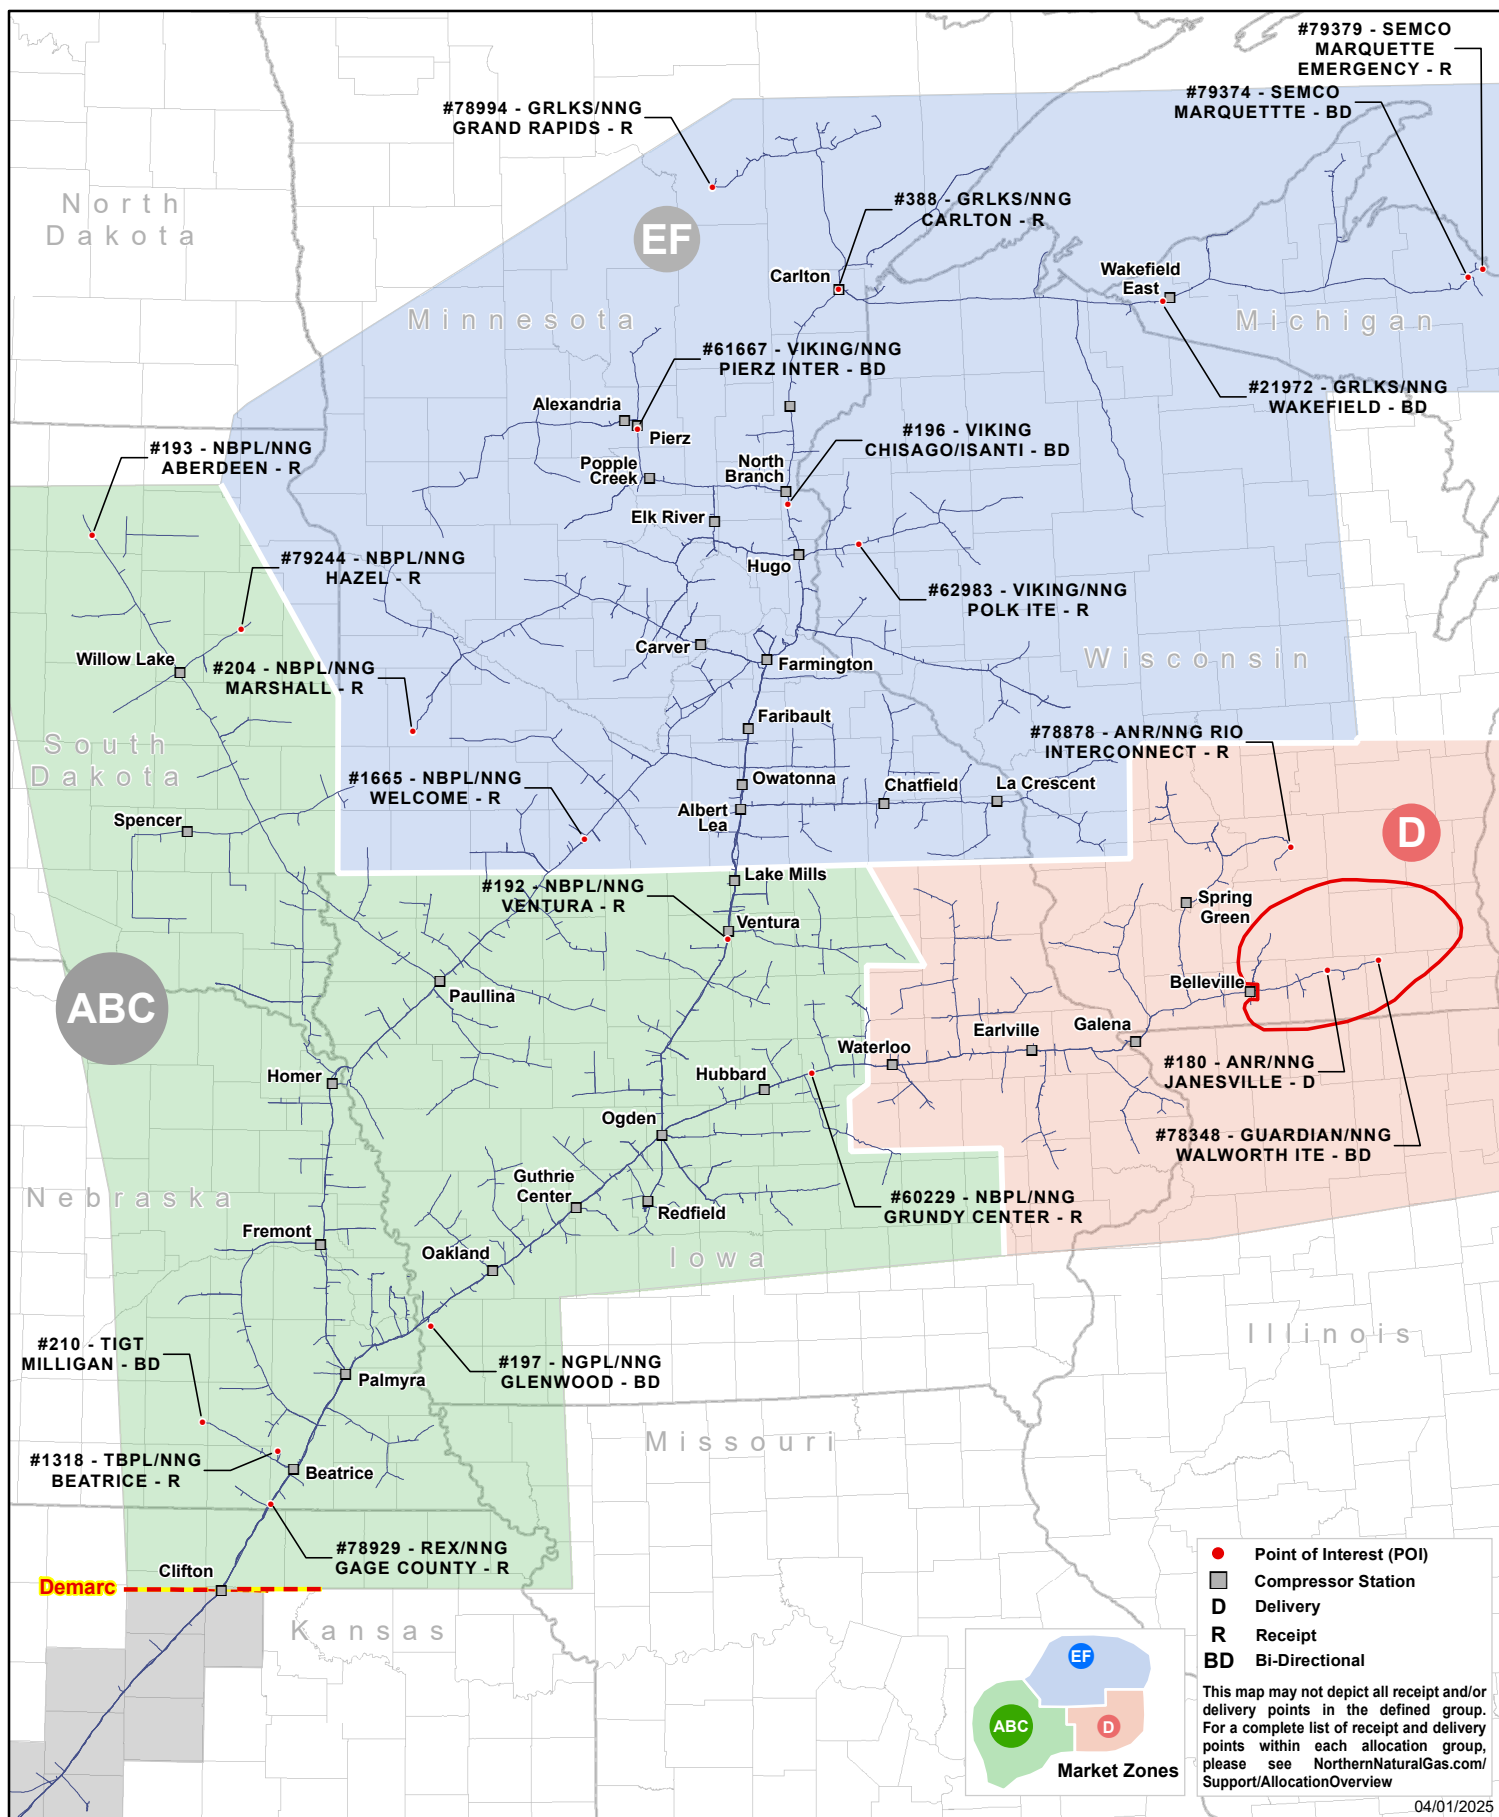 #79379 - SEMCO
MARQUETTE
EMERGENCY - R
#79374 - SEMCO
MARQUETTTE - BD
#78994 - GRLKS/NNG
GRAND RAPIDS - R
North
Dakota
EF
#388 - GRLKS/NNG
CARLTON - R
Carlton
Wakefield
East
Minnesota
Michigan
#61667 - VIKING/NNG
PIERZ INTER - BD
#21972 - GRLKS/NNG
WAKEFIELD - BD
Alexandria
Pierz
#193 - NBPL/NNG
ABERDEEN - R
#196 - VIKING
CHISAGO/ISANTI - BD
Popple
Creek
North
Branch
Elk River
Hugo
#79244 - NBPL/NNG
HAZEL - R
#62983 - VIKING/NNG
POLK ITE - R
Willow Lake
#204 - NBPL/NNG
MARSHALL - R
Carver
Farmington
Wisconsin
Faribault
South
Dakota
#78878 - ANR/NNG RIO
INTERCONNECT - R
#1665 - NBPL/NNG
WELCOME - R
Owatonna
Chatfield
La Crescent
Spencer
Albert
Lea
D
Lake Mills
#192 - NBPL/NNG
VENTURA - R
Ventura
Spring
Green
ABC
Paullina
Belleville
Earlville
Galena
Waterloo
Homer
Hubbard
#180 - ANR/NNG
JANESVILLE - D
Ogden
#78348 - GUARDIAN/NNG
WALWORTH ITE - BD
Nebraska
Guthrie
Center
Redfield
#60229 - NBPL/NNG
GRUNDY CENTER - R
Fremont
Oakland
Iowa
#210 - TIGT
MILLIGAN - BD
Illinois
#197 - NGPL/NNG
GLENWOOD - BD
Palmyra
Missouri
#1318 - TBPL/NNG
BEATRICE - R
Beatrice
#78929 - REX/NNG
GAGE COUNTY - R
Clifton
Demarc
Kansas
Point of Interest (POI)
Compressor Station
D Delivery
R Receipt
BD Bi-Directional
EF
ABC
D
Market Zones
This map may not depict all receipt and/or
delivery points in the defined group.
For a complete list of receipt and delivery
points within each allocation group,
please see NorthernNaturalGas.com/
Support/AllocationOverview
04/01/2025